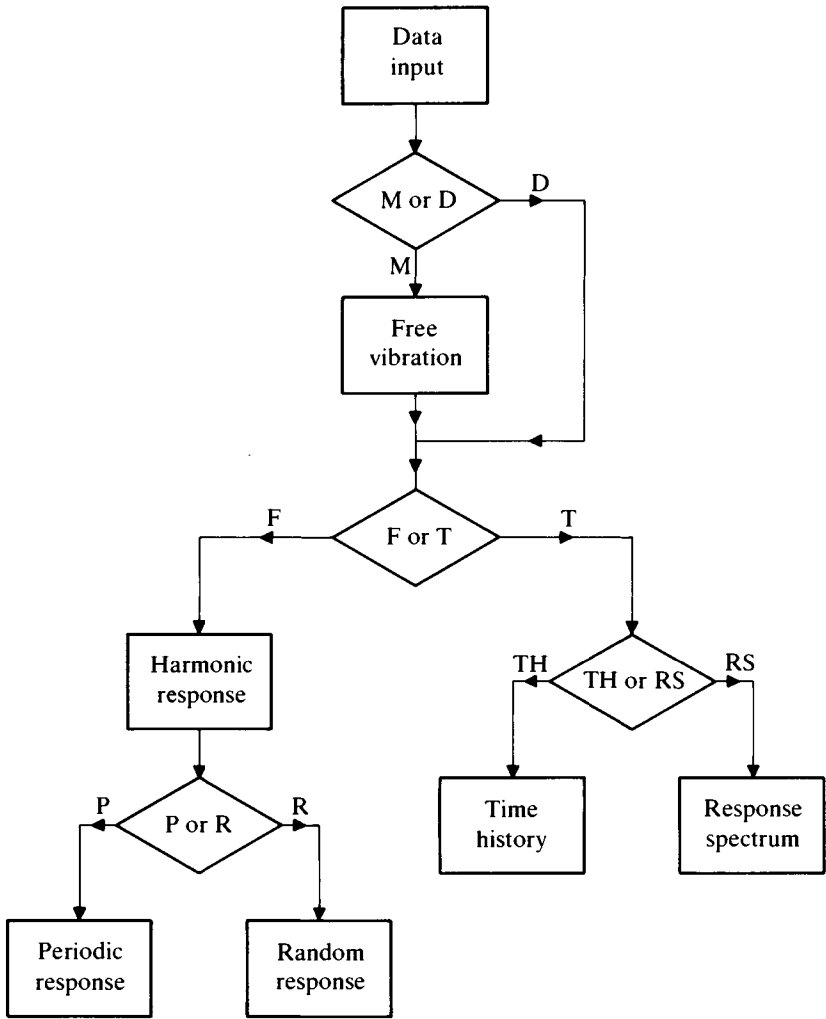 Data
input
M or D
D
M
Free
vibration
F
F or T
T
Harmonic
response
TH
TH or RS
RS
P
P or R
R
Time
history
Response
spectrum
Periodic
response
Random
response